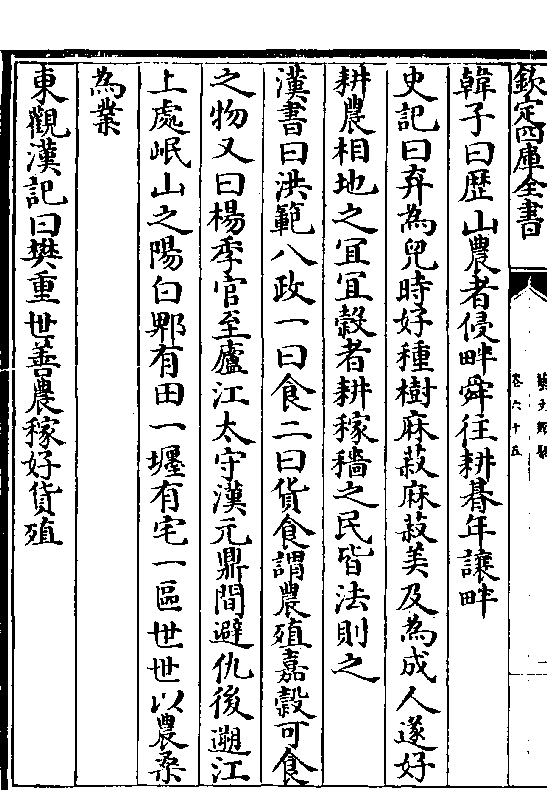 欽定四庫全書
藝文類聚
卷六十五
韓子曰歴山農者侵畔舜往耕朞年讓畔
史記曰弃為兒時好種樹麻菽麻菽美及為成人遂好
耕農相地之宜宜穀者耕稼穡之民皆法則之
漢書曰洪範八政一曰食二曰貨食謂農殖嘉穀可食
之物又曰楊季官至廬江太守漢元鼎間避仇後遡江
上處岷山之陽曰郫有田一㙻有宅一區世世以農桑
為業
東觀漢記曰樊重世善農稼好貨殖